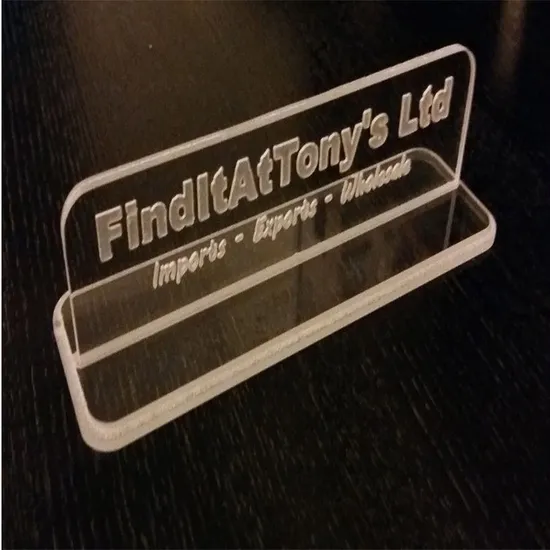 FindItAtTony's Ltd
Imports - Exports - Wholesale